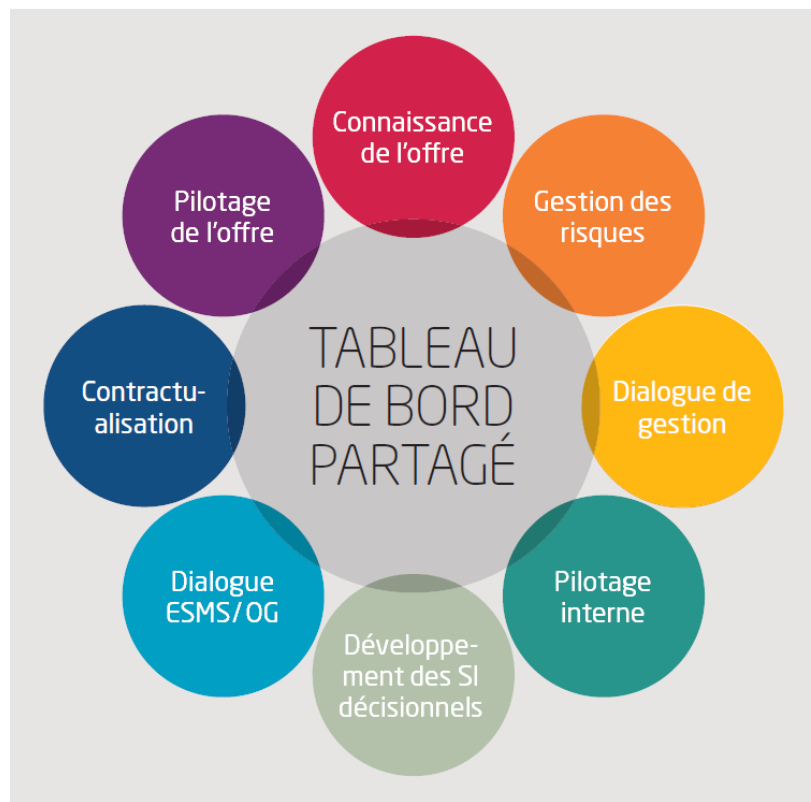 Connaissance
de l'offre
Gestion des
risques
Dialogue de
gestion
Pilotage
interne
Développe-
ment des SI
décisionnels
Dialogue
ESMS/OG
Contractu-
alisation
Pilotage
de l'offre
TABLEAU
DE BORD
PARTAGÉ